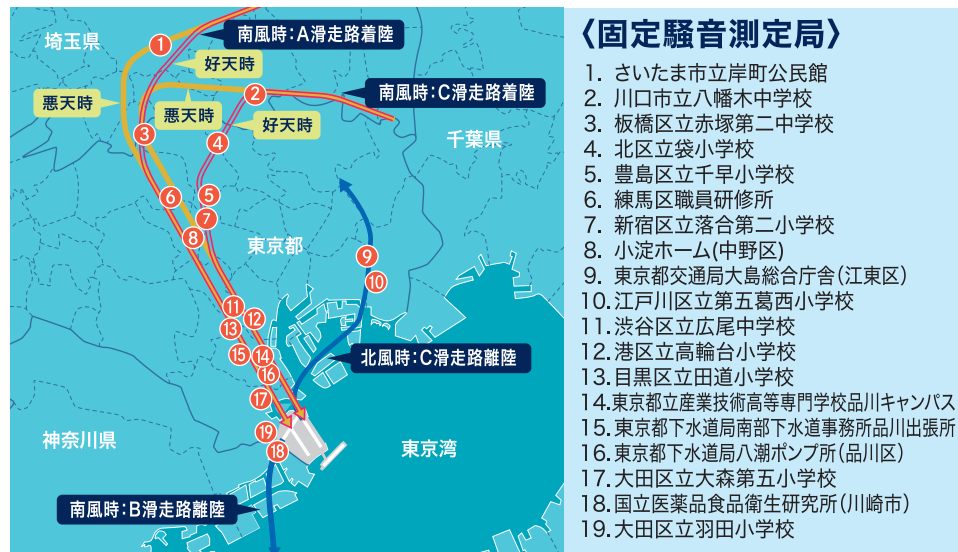 埼玉県
南風時：A滑走路着陸
好天時
悪天時
悪天時
好天時
南風時：C滑走路着陸
千葉県
東京都
北風時：C滑走路離陸
神奈川県
東京湾
南風時：B滑走路離陸
1
2
3
4
5
6
7
8
9
10
11
12
13
14
15
16
17
19
18
〈固定騒音測定局〉
1. さいたま市立岸町公民館
2. 川口市立八幡木中学校
3. 板橋区立赤塚第二中学校
4. 北区立袋小学校
5. 豊島区立千早小学校
6. 練馬区職員研修所
7. 新宿区立落合第二小学校
8. 小淀ホーム(中野区)
9. 東京都交通局大島総合庁舎(江東区)
10. 江戸川区立第五葛西小学校
11. 渋谷区立広尾中学校
12. 港区立高輪台小学校
13. 目黒区立田道小学校
14. 東京都立産業技術高等専門学校品川キャンパス
15. 東京都下水道局南部下水道事務所品川出張所
16. 東京都下水道局八潮ポンプ所(品川区)
17. 大田区立大森第五小学校
18. 国立医薬品食品衛生研究所(川崎市)
19. 大田区立羽田小学校